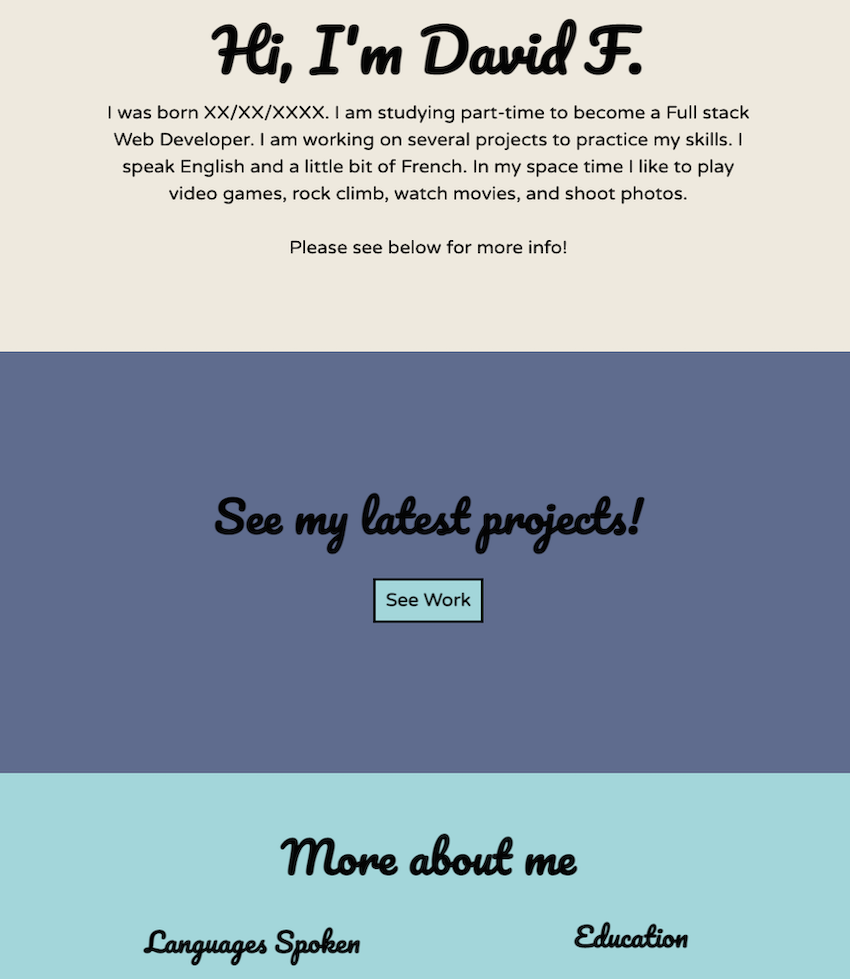 Hi, I'm David F.
I was born XX/XX/XXXX. I am studying part-time to become a Full stack
Web Developer. I am working on several projects to practice my skills. I
speak English and a little bit of French. In my space time I like to play
video games, rock climb, watch movies, and shoot photos.
Please see below for more info!
See my latest projects!
See Work
More about me
Languages Spoken
Education